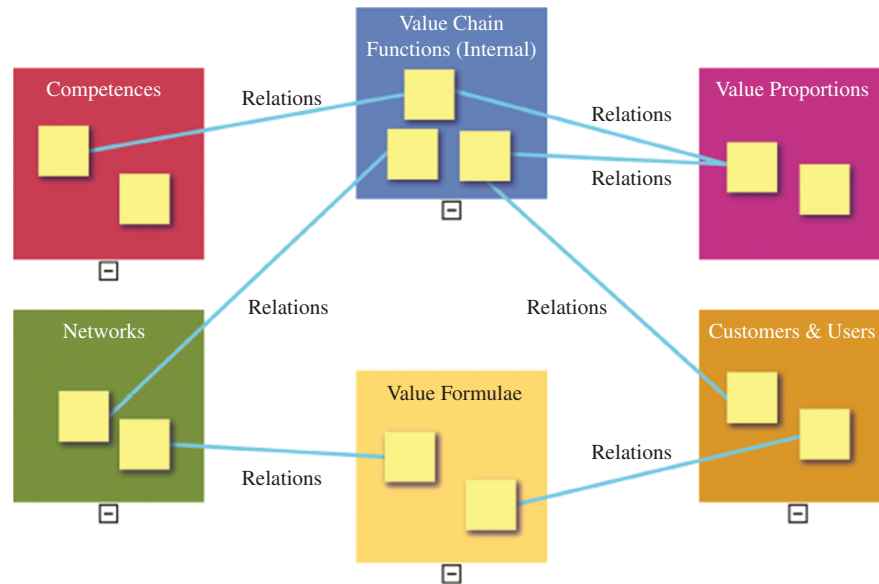 Value Chain
Functions (Internal)
Competences
Relations
Relations
Value Proportions
Relations
Networks
Relations
Relations
Customers & Users
Value Formulae
Relations
Relations